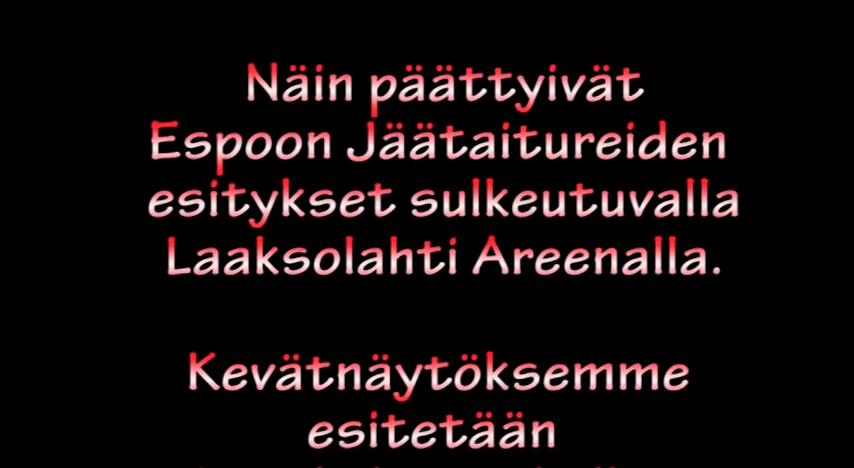 Näin päättyivät
Espoon Jäätaitureiden
esitykset sulkeutuvalla
Laaksolahti Areenalla.
Kevätnäytöksemme
esitetään